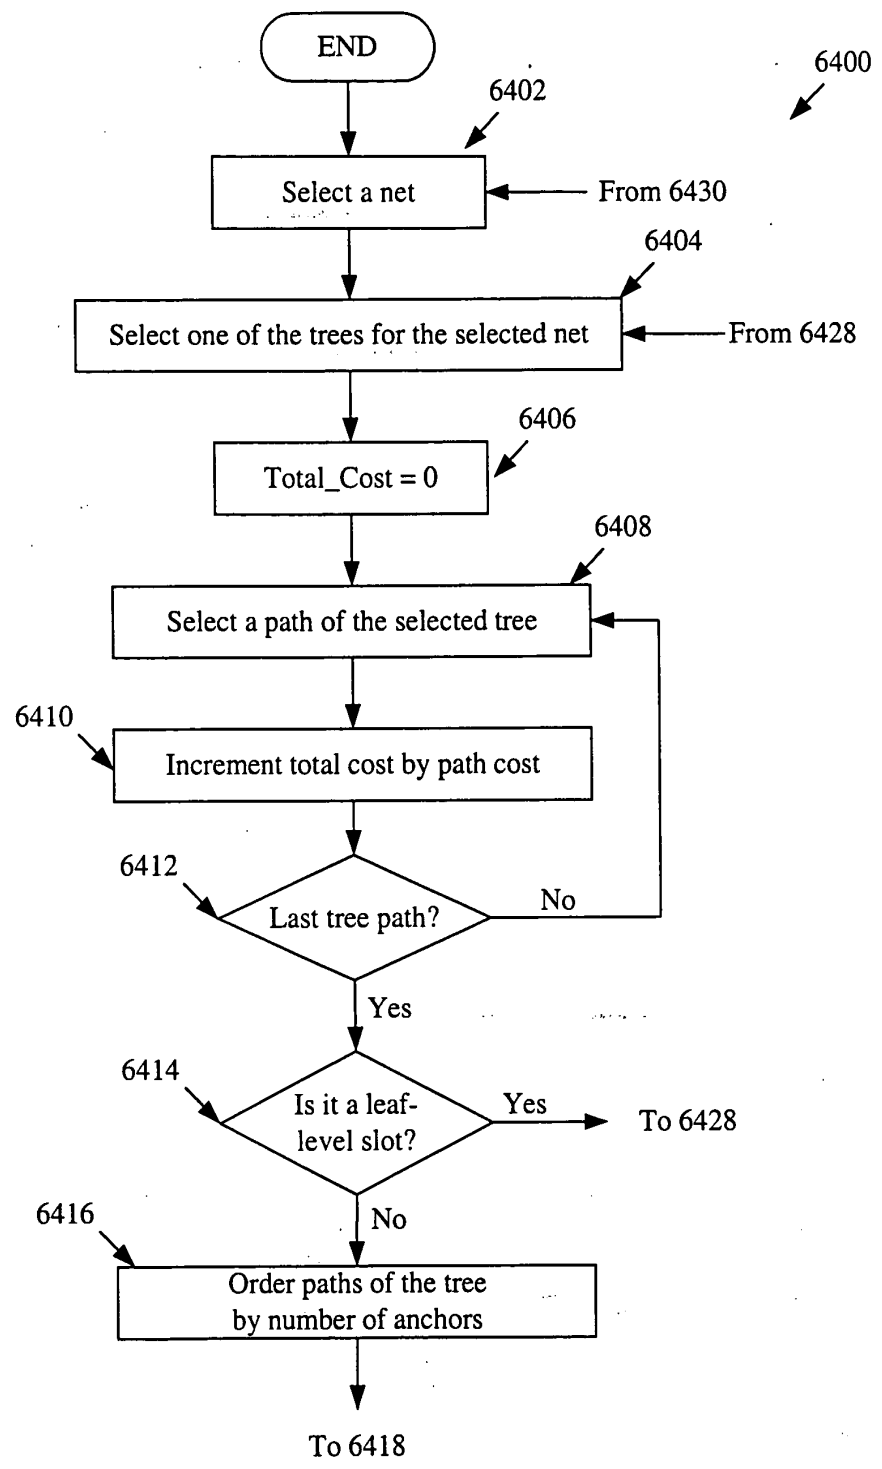 END
6400
6402
Select a net
From 6430
6404
Select one of the trees for the selected net
From 6428
6406
Total_Cost = 0
6408
Select a path of the selected tree
6410
Increment total cost by path cost
6412
Last tree path?
No
Yes
6414
Is it a leaf-
level slot?
Yes
To 6428
No
6416
Order paths of the tree
by number of anchors
To 6418